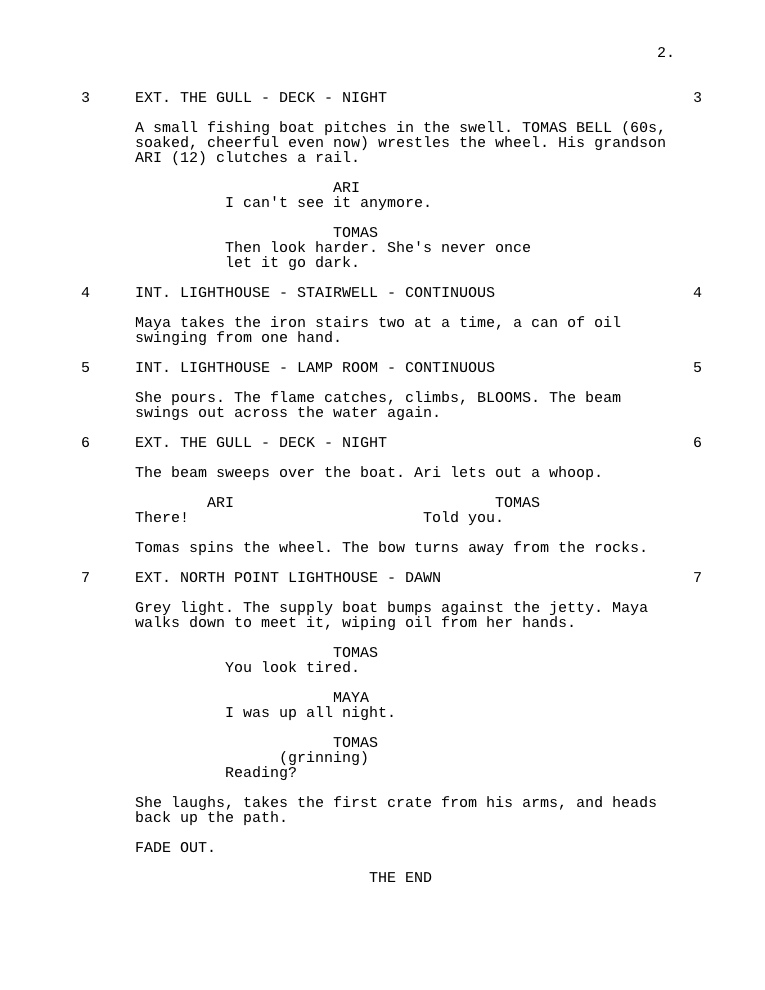 2.
3 EXT. THE GULL - DECK - NIGHT 3
A small fishing boat pitches in the swell. TOMAS BELL (60s,
soaked, cheerful even now) wrestles the wheel. His grandson
ARI (12) clutches a rail.
ARI
I can't see it anymore.
TOMAS
Then look harder. She's never once
let it go dark.
4 INT. LIGHTHOUSE - STAIRWELL - CONTINUOUS 4
Maya takes the iron stairs two at a time, a can of oil
swinging from one hand.
5 INT. LIGHTHOUSE - LAMP ROOM - CONTINUOUS 5
She pours. The flame catches, climbs, BLOOMS. The beam
swings out across the water again.
6 EXT. THE GULL - DECK - NIGHT 6
The beam sweeps over the boat. Ari lets out a whoop.
ARI
There!
TOMAS
Told you.
Tomas spins the wheel. The bow turns away from the rocks.
7 EXT. NORTH POINT LIGHTHOUSE - DAWN 7
Grey light. The supply boat bumps against the jetty. Maya
walks down to meet it, wiping oil from her hands.
TOMAS
You look tired.
MAYA
I was up all night.
TOMAS
(grinning)
Reading?
She laughs, takes the first crate from his arms, and heads
back up the path.
FADE OUT.
THE END